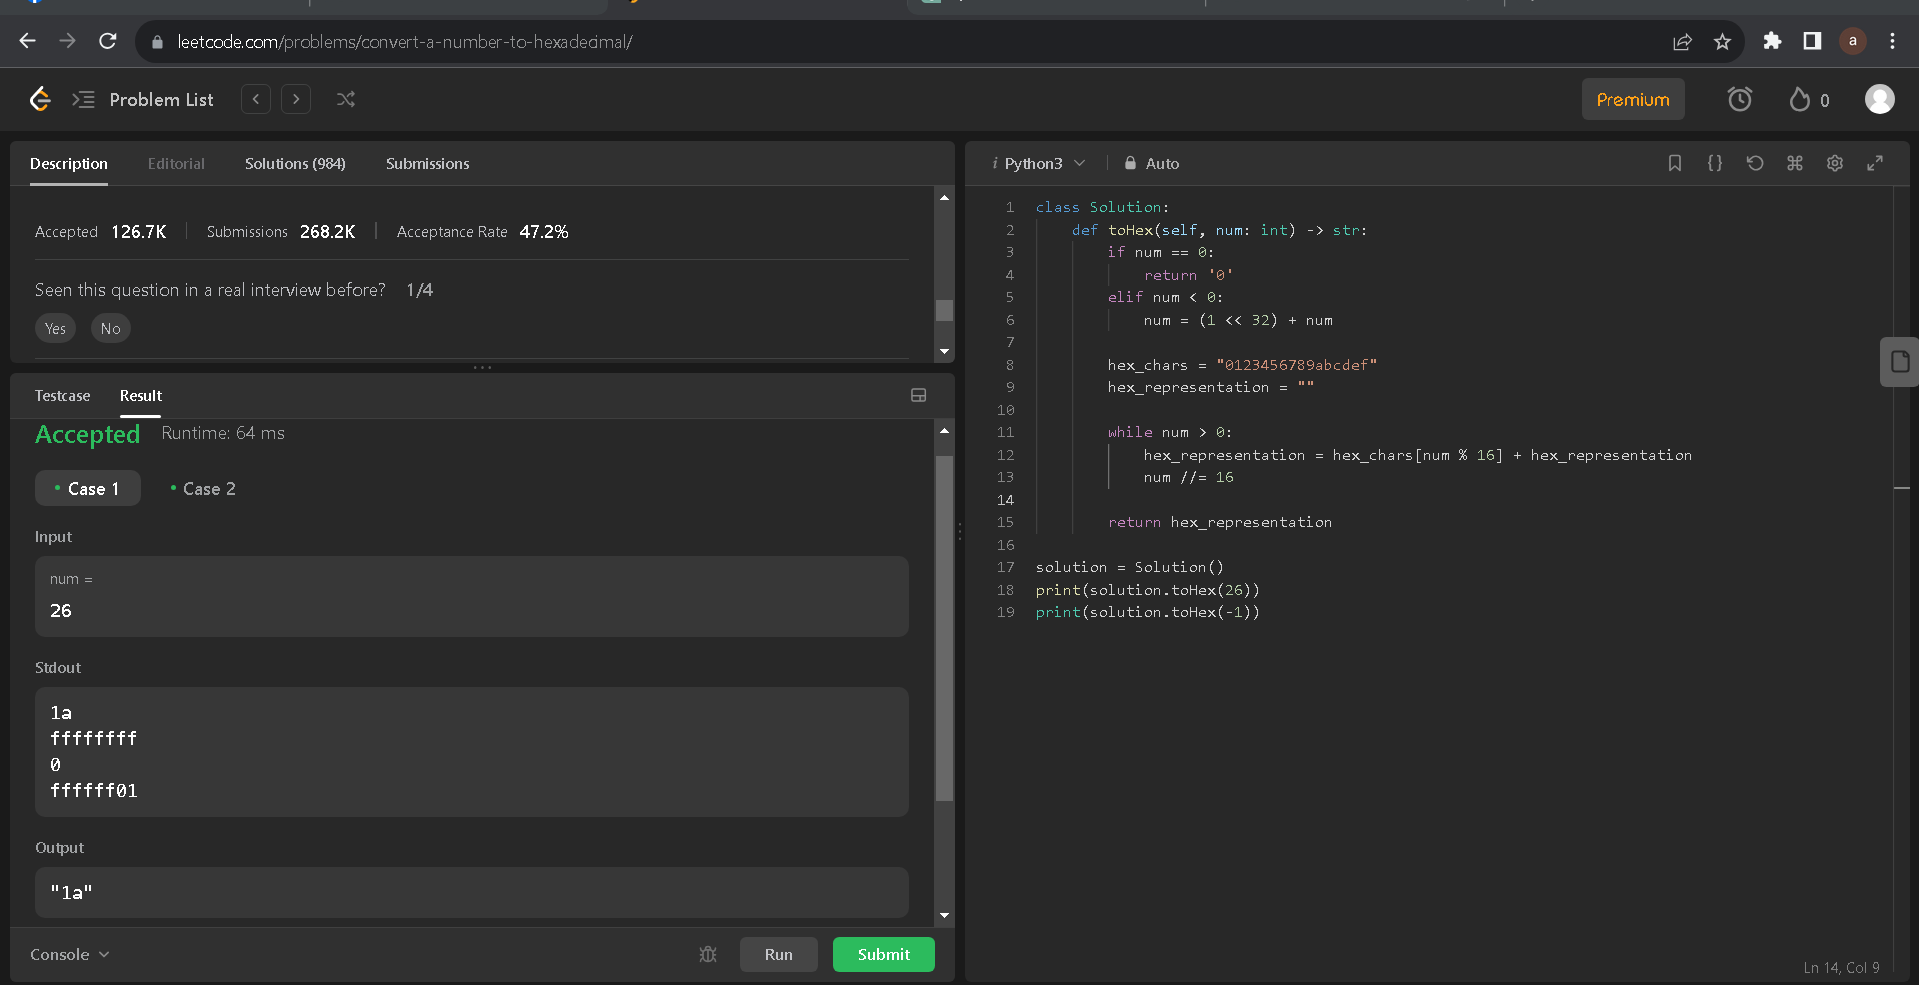 leetcode.com/problems/convert-a-number-to-hexadecimal/
a
Problem List
Premium
0
Description Editorial Solutions (984) Submissions
Accepted 126.7K Submissions 268.2K Acceptance Rate 47.2%
Seen this question in a real interview before? 1/4
Yes No
Testcase Result
Accepted Runtime: 64 ms
Case 1 Case 2
Input
num =
26
Stdout
1a
ffffffff
0
ffffff01
Output
"1a"
Console
Run Submit
i Python3 Auto
1 class Solution:
2 def toHex(self, num: int) -> str:
3 if num == 0:
4 return '0'
5 elif num < 0:
6 num = (1 << 32) + num
7
8 hex_chars = "0123456789abcdef"
9 hex_representation = ""
10
11 while num > 0:
12 hex_representation = hex_chars[num % 16] + hex_representation
13 num //= 16
14
15 return hex_representation
16
17 solution = Solution()
18 print(solution.toHex(26))
19 print(solution.toHex(-1))
Ln 14, Col 9